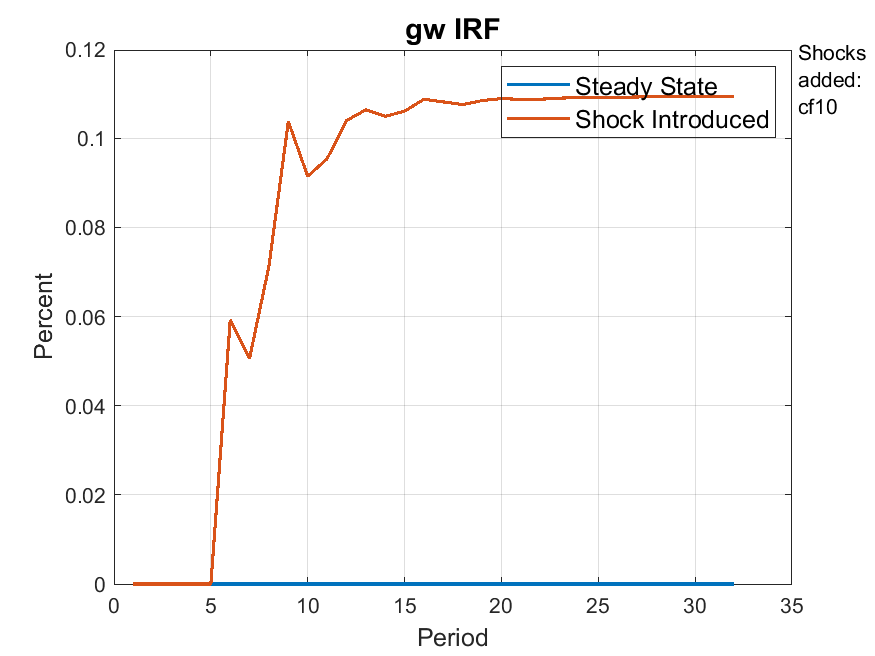 gw IRF
0.12
0.1
0.08
0.06
0.04
0.02
0
Percent
0 5 10 15 20 25 30 35
Period
Steady State
Shock Introduced
Shocks
added:
cf10